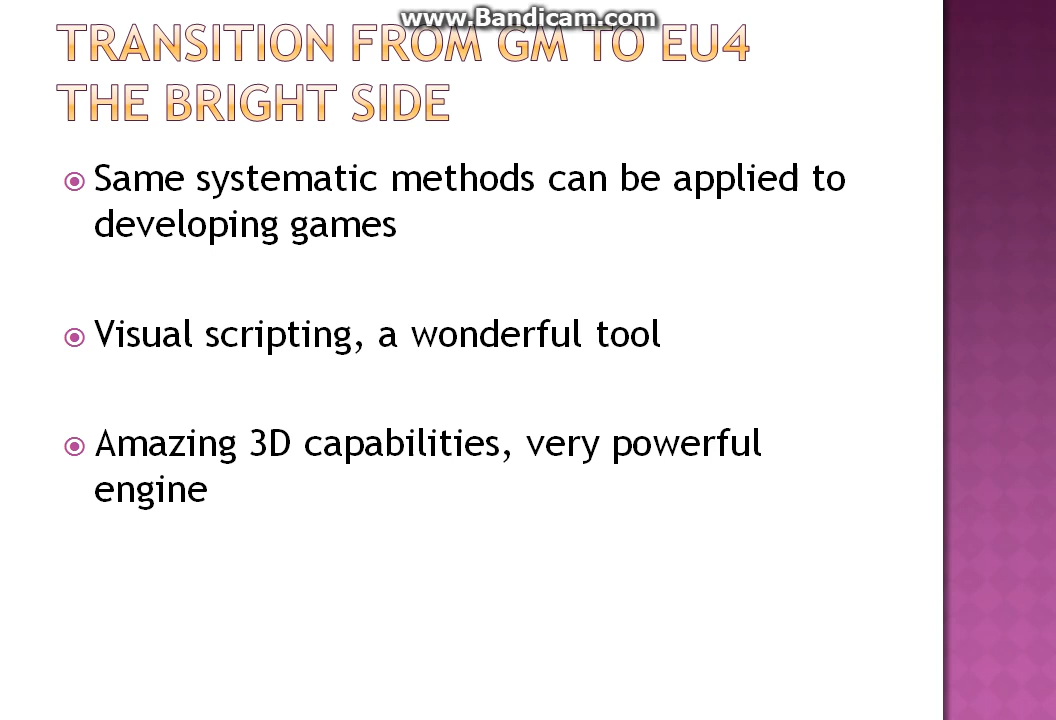 www.Bandicam.com
TRANSITION FROM GM TO EU4
THE BRIGHT SIDE
Same systematic methods can be applied to
developing games
Visual scripting, a wonderful tool
Amazing 3D capabilities, very powerful
engine